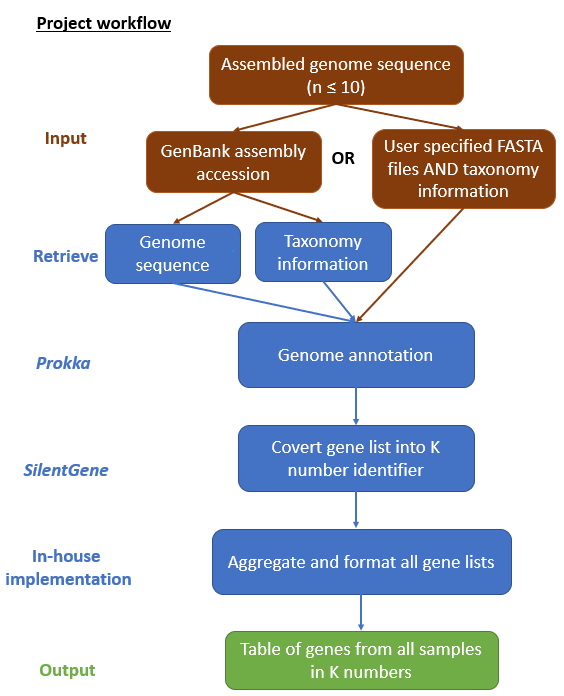 Project workflow
Assembled genome sequence
(n ≤ 10)
Input
GenBank assembly
accession
OR
User specified FASTA
files AND taxonomy
information
Retrieve
Genome
sequence
Taxonomy
information
Prokka
Genome annotation
SilentGene
Covert gene list into K
number identifier
In-house
implementation
Aggregate and format all gene lists
Output
Table of genes from all samples
in K numbers